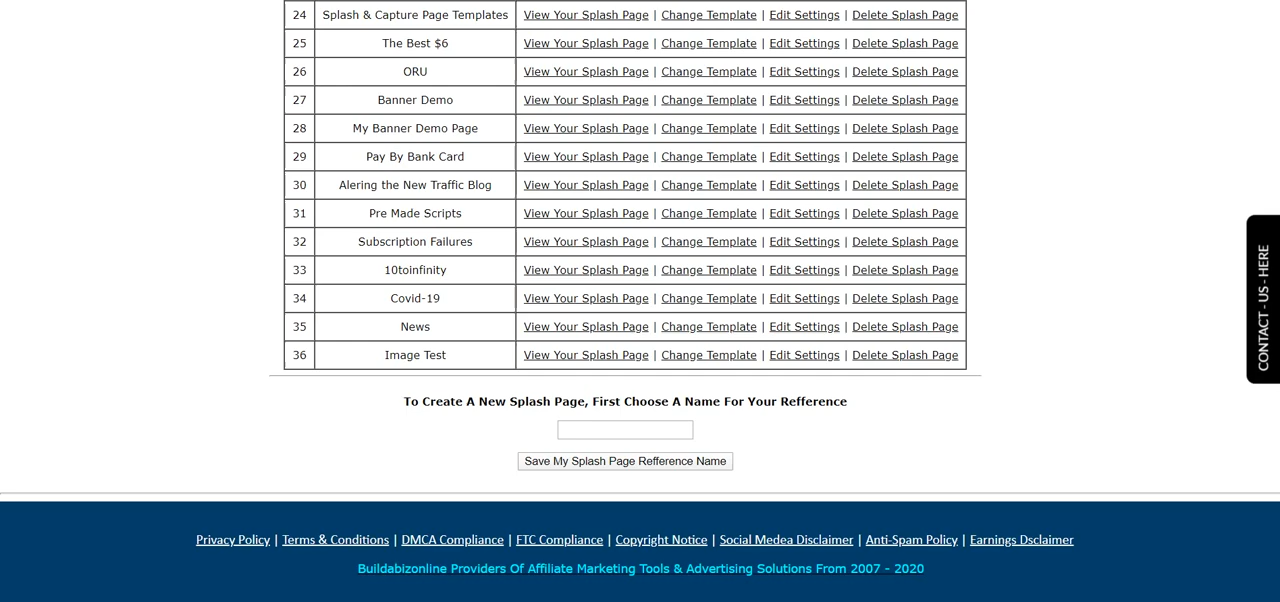 24 Splash & Capture Page Templates View Your Splash Page | Change Template | Edit Settings | Delete Splash Page
25 The Best $6 View Your Splash Page | Change Template | Edit Settings | Delete Splash Page
26 ORU View Your Splash Page | Change Template | Edit Settings | Delete Splash Page
27 Banner Demo View Your Splash Page | Change Template | Edit Settings | Delete Splash Page
28 My Banner Demo Page View Your Splash Page | Change Template | Edit Settings | Delete Splash Page
29 Pay By Bank Card View Your Splash Page | Change Template | Edit Settings | Delete Splash Page
30 Alering the New Traffic Blog View Your Splash Page | Change Template | Edit Settings | Delete Splash Page
31 Pre Made Scripts View Your Splash Page | Change Template | Edit Settings | Delete Splash Page
32 Subscription Failures View Your Splash Page | Change Template | Edit Settings | Delete Splash Page
33 10toinfinity View Your Splash Page | Change Template | Edit Settings | Delete Splash Page
34 Covid-19 View Your Splash Page | Change Template | Edit Settings | Delete Splash Page
35 News View Your Splash Page | Change Template | Edit Settings | Delete Splash Page
36 Image Test View Your Splash Page | Change Template | Edit Settings | Delete Splash Page
CONTACT - US - HERE
To Create A New Splash Page, First Choose A Name For Your Refference
Save My Splash Page Refference Name
Privacy Policy | Terms & Conditions | DMCA Compliance | FTC Compliance | Copyright Notice | Social Medea Disclaimer | Anti-Spam Policy | Earnings Dsclaimer
Buildabizonline Providers Of Affiliate Marketing Tools & Advertising Solutions From 2007 - 2020